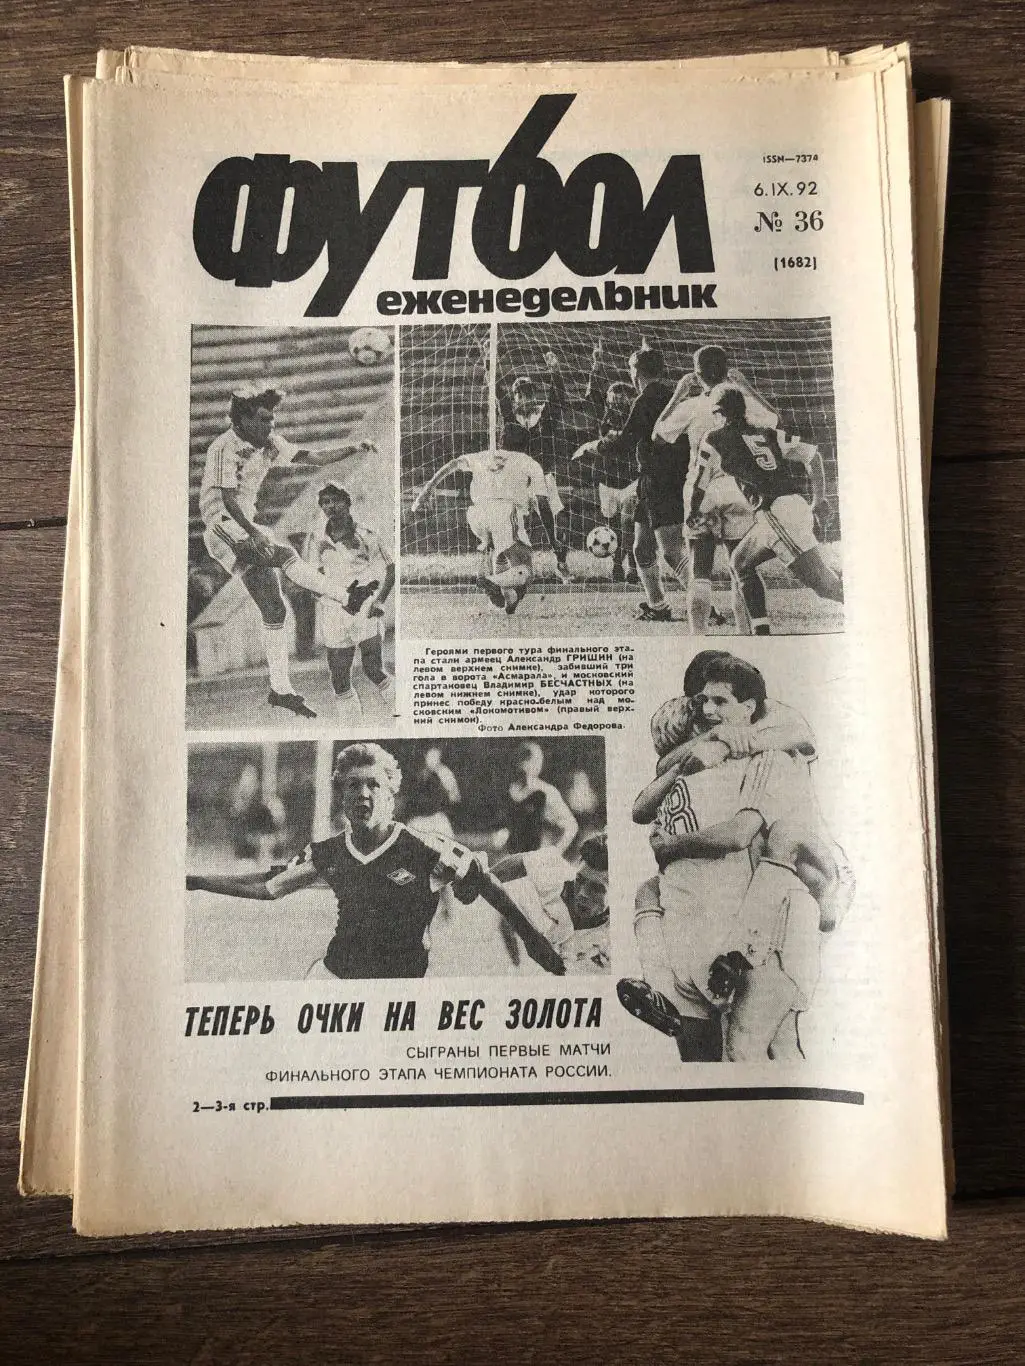 футбол
еженедельник
ISSN—7374
6.IX.92
№ 36
(1682)
5
5
Героями первого тура финального эта-
па стали армеец Александр ГРИШИН (на
левом верхнем снимке), забивший три
гола в ворота «Асмарала», и московский
спартаковец Владимир БЕСЧАСТНЫХ (на
левом нижнем снимке), удар которого
принес победу красно-белым над мо-
сковским «Локомотивом» (правый верх-
ний снимок).
Фото Александра Федорова.
8
ТЕПЕРЬ ОЧКИ НА ВЕС ЗОЛОТА
СЫГРАНЫ ПЕРВЫЕ МАТЧИ
ФИНАЛЬНОГО ЭТАПА ЧЕМПИОНАТА РОССИИ.
2—3-я стр.